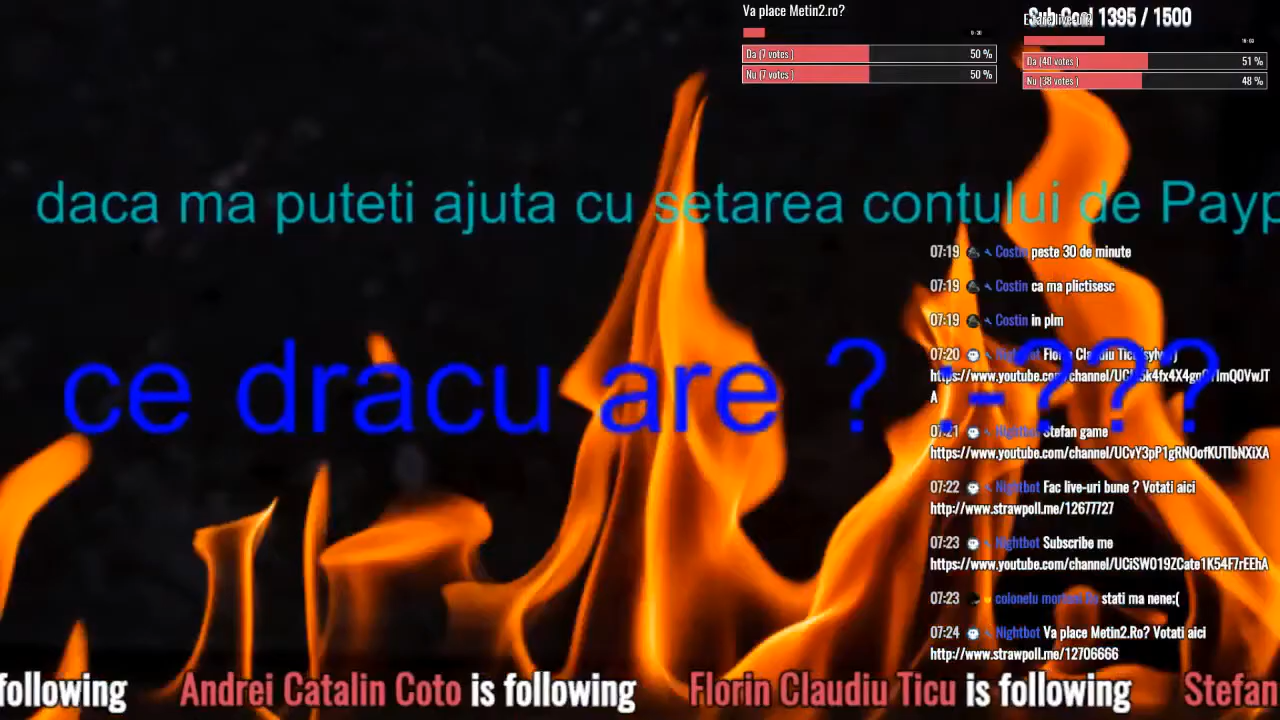 Va place Metin2.ro?
Da (7 votes ) 50 %
Nu (7 votes ) 50 %
Sub Goal 1395 / 1500
Da (40 votes ) 51 %
Nu (38 votes ) 48 %
daca ma puteti ajuta cu setarea contului de Payp
ce dracu are ? :-???
07:19 Costin peste 30 de minute
07:19 Costin ca ma plictisesc
07:19 Costin in plm
07:20 Nightbot Florin Claudiu Ticu
A
07:21 Nightbot Stefan game
https://www.youtube.com/channel/UCvY3pP1gRNOofKUTlbNXiXA
07:22 Nightbot Fac live-uri bune ? Votati aici
http://www.strawpoll.me/12677727
07:23 Nightbot Subscribe me
https://www.youtube.com/channel/UCiSWO19ZCate1K54F7rEEhA
07:23 colonelu stati ma nene:(
07:24 Nightbot Va place Metin2.Ro? Votati aici
http://www.strawpoll.me/12706666
following Andrei Catalin Coto is following Florin Claudiu Ticu is following Stefan